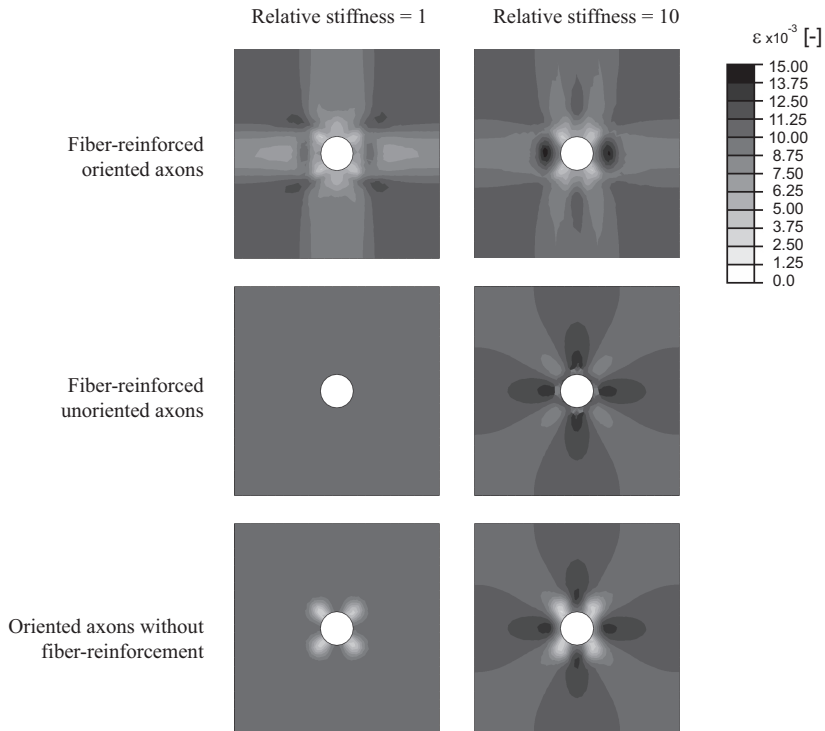 Relative stiffness = 1
Relative stiffness = 10
ε x10⁻³ [-]
15.00
13.75
12.50
11.25
10.00
8.75
7.50
6.25
5.00
3.75
2.50
1.25
0.0
Fiber-reinforced
oriented axons
Fiber-reinforced
unoriented axons
Oriented axons without
fiber-reinforcement